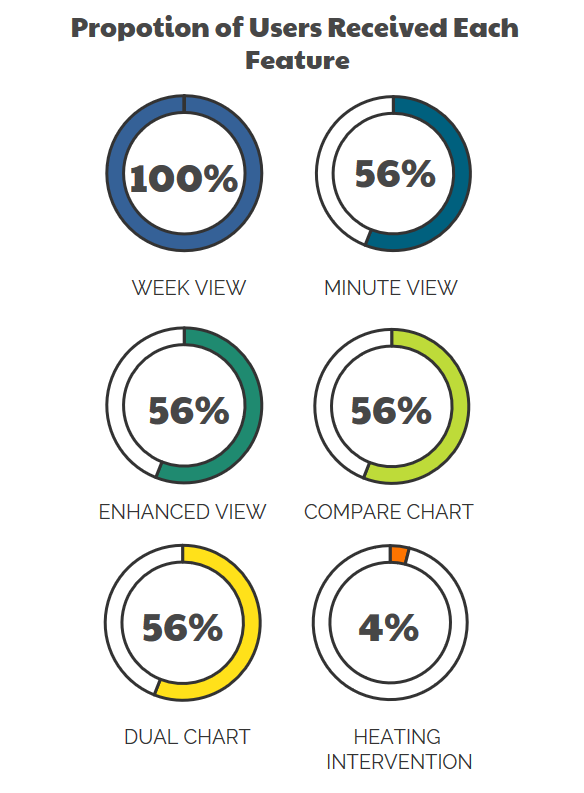 Propotion of Users Received Each
Feature
100%
56%
WEEK VIEW
MINUTE VIEW
56%
56%
ENHANCED VIEW
COMPARE CHART
56%
4%
DUAL CHART
HEATING
INTERVENTION